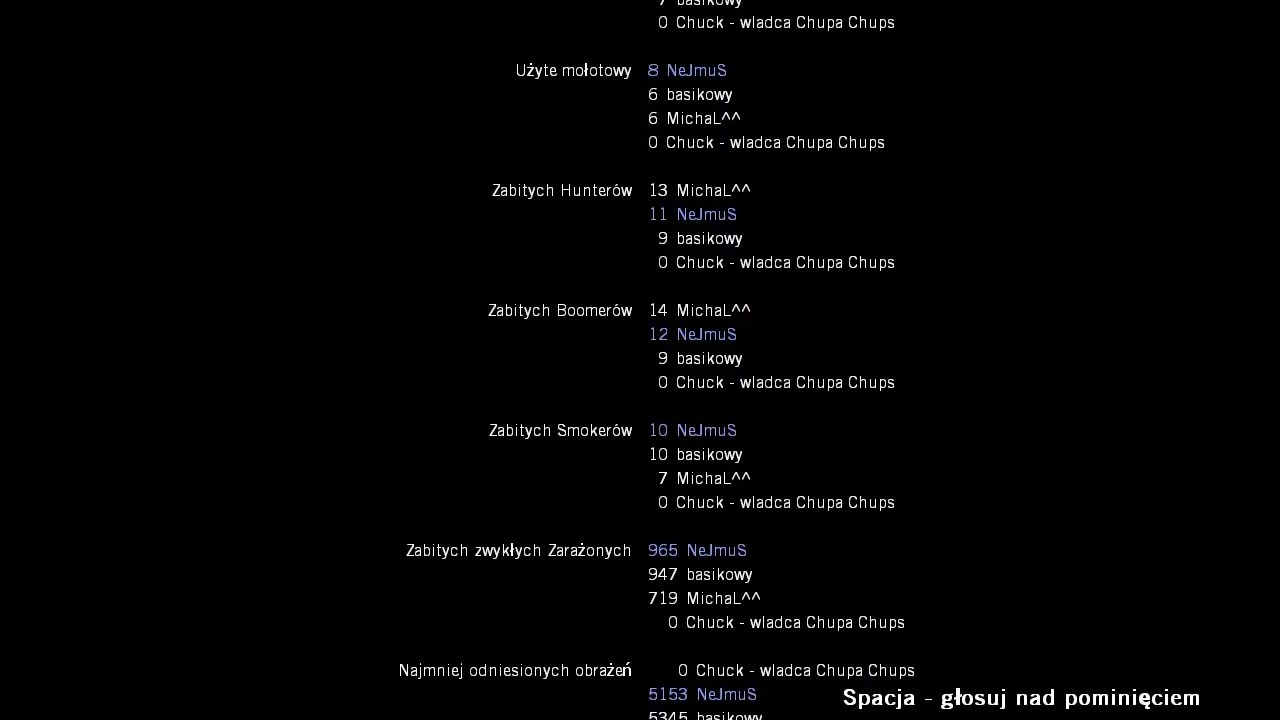 7 basikowy
0 Chuck - wladca Chupa Chups
Użyte mołotowy 8 NeJmuS
6 basikowy
6 MichaL^^
0 Chuck - wladca Chupa Chups
Zabitych Hunterów 13 MichaL^^
11 NeJmuS
9 basikowy
0 Chuck - wladca Chupa Chups
Zabitych Boomerów 14 MichaL^^
12 NeJmuS
9 basikowy
0 Chuck - wladca Chupa Chups
Zabitych Smokerów 10 NeJmuS
10 basikowy
7 MichaL^^
0 Chuck - wladca Chupa Chups
Zabitych zwykłych Zarażonych 965 NeJmuS
947 basikowy
719 MichaL^^
0 Chuck - wladca Chupa Chups
Najmniej odniesionych obrażeń 0 Chuck - wladca Chupa Chups
5153 NeJmuS
Spacja - głosuj nad pominięciem
5345 basikowy